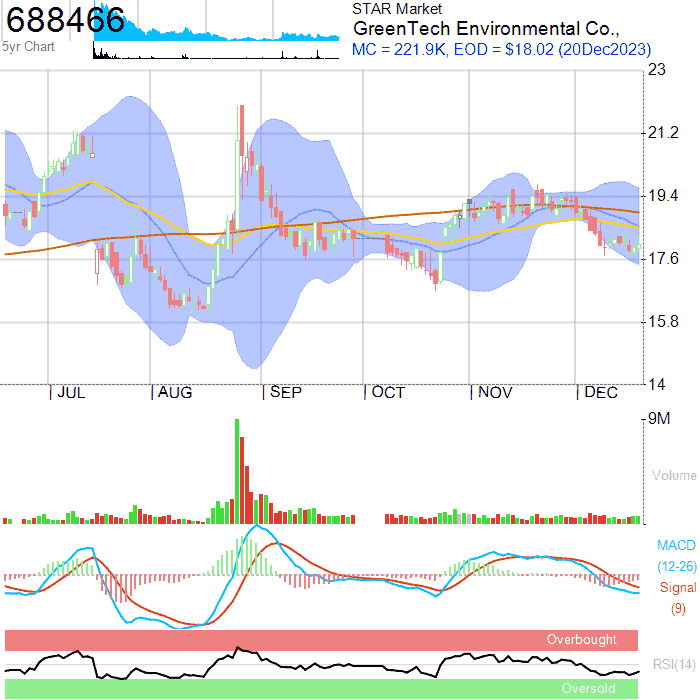 688466
5yr Chart
STAR Market
GreenTech Environmental Co.,
MC = 221.9K, EOD = $18.02 (20Dec2023)
23
21.2
19.4
17.6
15.8
14
JUL
AUG
SEP
OCT
NOV
DEC
9M
Volume
MACD
(12-26)
Signal
(9)
Overbought
RSI(14)
Oversold